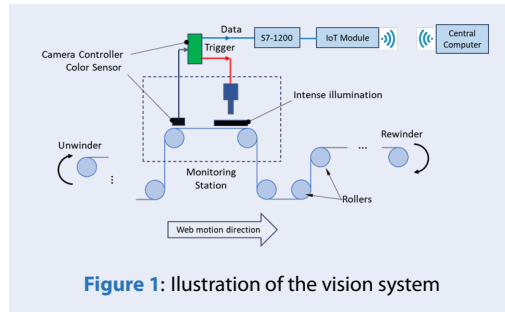 Data
S7-1200
IoT Module
Central
Computer
Camera Controller
Color Sensor
Trigger
Intense illumination
Unwinder
Rewinder
...
...
Monitoring
Station
Rollers
Web motion direction
Figure 1: Ilustration of the vision system